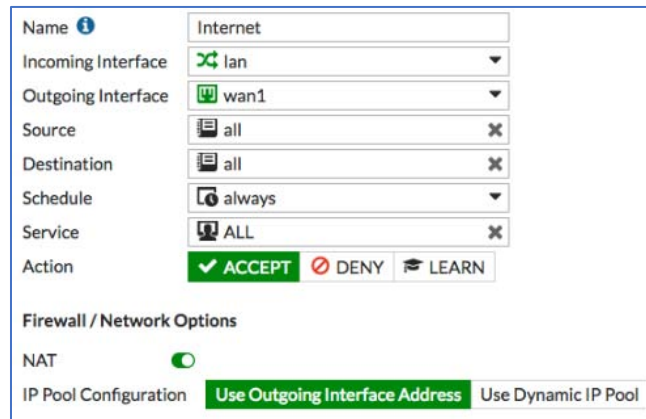 Name Internet
Incoming Interface lan
Outgoing Interface wan1
Source all
Destination all
Schedule always
Service ALL
Action ACCEPT DENY LEARN
Firewall / Network Options
NAT
IP Pool Configuration Use Outgoing Interface Address Use Dynamic IP Pool